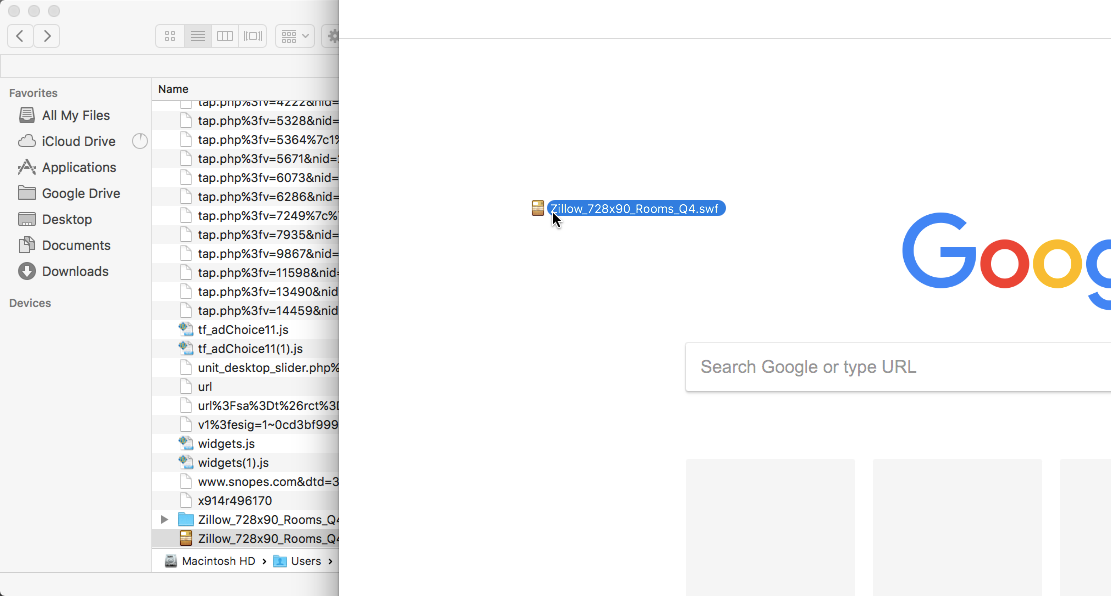 Favorites
All My Files
iCloud Drive
Applications
Google Drive
Desktop
Documents
Downloads
Devices
Name
tap.php%3fv=4222&nid=
tap.php%3fv=5328&nid=
tap.php%3fv=5364%7c1%
tap.php%3fv=5671&nid=
tap.php%3fv=6073&nid=
tap.php%3fv=6286&nid=
tap.php%3fv=7249%7c%
tap.php%3fv=7935&nid=
tap.php%3fv=9867&nid=
tap.php%3fv=11598&nid=
tap.php%3fv=13490&nid
tap.php%3fv=14459&nid
tf_adChoice11.js
tf_adChoice11(1).js
unit_desktop_slider.php%
url
url%3Fsa%3Dt%26rct%3D
v1%3fesig=1~0cd3bf999
widgets.js
widgets(1).js
www.snopes.com&dtd=3
x914r496170
Zillow_728x90_Rooms_Q4
Zillow_728x90_Rooms_Q4
Macintosh HD › Users ›
Zillow_728x90_Rooms_Q4.swf
Goog
Search Google or type URL